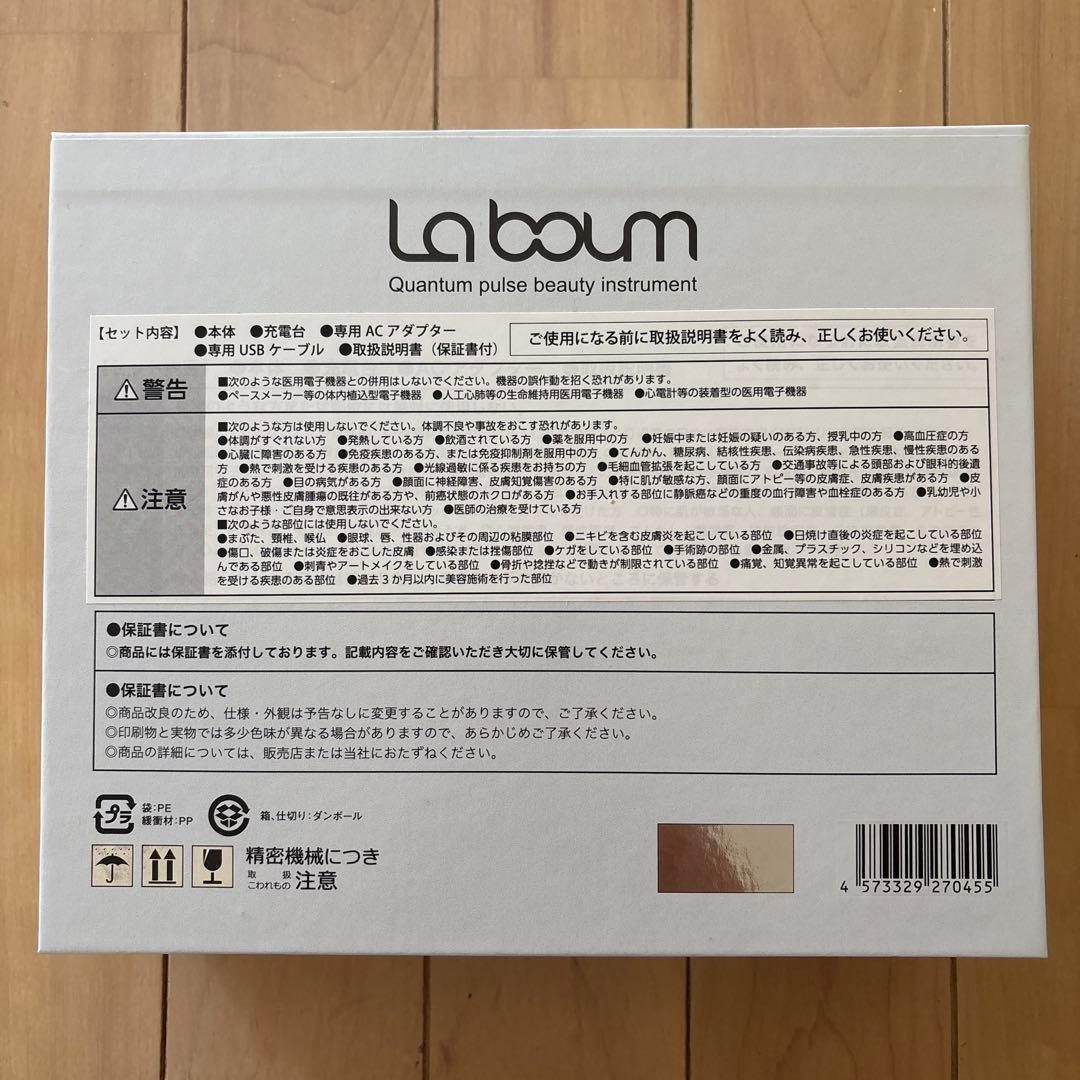 La boum
Quantum pulse beauty instrument
【セット内容】 ●本体 ●充電台 ●専用 AC アダプター
●専用 USB ケーブル ●取扱説明書（保証書付）
ご使用になる前に取扱説明書をよく読み、正しくお使いください。
警告
■次のような医用電子機器との併用はしないでください。機器の誤作動を招く恐れがあります。
●ペースメーカー等の体内植込型電子機器 ●人工心肺等の生命維持用医用電子機器 ●心電計等の装着型の医用電子機器
注意
■次のような方は使用しないでください。体調不良や事故をおこす恐れがあります。
●体調がすぐれない方 ●発熱している方 ●飲酒されている方 ●薬を服用中の方 ●妊娠中または妊娠の疑いのある方、授乳中の方 ●高血圧症の方
●心臓に障害のある方 ●免疫疾患のある方、または免疫抑制剤を服用中の方 ●てんかん、糖尿病、結核性疾患、伝染病疾患、急性疾患、慢性疾患のある
方 ●熱で刺激を受ける疾患のある方 ●光線過敏に係る疾患をお持ちの方 ●毛細血管拡張を起こしている方 ●交通事故等による頭部および眼科的後遺
症のある方 ●目の病気がある方 ●顔面に神経障害、皮膚知覚傷害のある方 ●特に肌が敏感な方、顔面にアトピー等の皮膚症、皮膚疾患がある方 ●皮
膚がんや悪性皮膚腫瘍の既往がある方や、前癌状態のホクロがある方 ●お手入れする部位に静脈瘤などの重度の血行障害や血栓症のある方 ●乳幼児や小
さなお子様・ご自身で意思表示の出来ない方 ●医師の治療を受けている方
■次のような部位には使用しないでください。
●まぶた、頸椎、喉仏 ●眼球、唇、性器およびその周辺の粘膜部位 ●ニキビを含む皮膚炎を起こしている部位 ●日焼け直後の炎症を起こしている部位
●傷口、破傷または炎症をおこした皮膚 ●感染または挫傷部位 ●ケガをしている部位 ●手術跡の部位 ●金属、プラスチック、シリコンなどを埋め込
んである部位 ●刺青やアートメイクをしている部位 ●骨折や捻挫などで動きが制限されている部位 ●痛覚、知覚異常を起こしている部位 ●熱で刺激
を受ける疾患のある部位 ●過去 3 か月以内に美容施術を行った部位
●保証書について
◎商品には保証書を添付しております。記載内容をご確認いただき大切に保管してください。
●保証書について
◎商品改良のため、仕様・外観は予告なしに変更することがありますので、ご了承ください。
◎印刷物と実物では多少色味が異なる場合がありますので、あらかじめご了承ください。
◎商品の詳細については、販売店または当社におたずねください。
プラ
袋:PE
緩衝材:PP
箱、仕切り:ダンボール
精密機械につき
取扱
こわれもの 注意
4 573329 270455